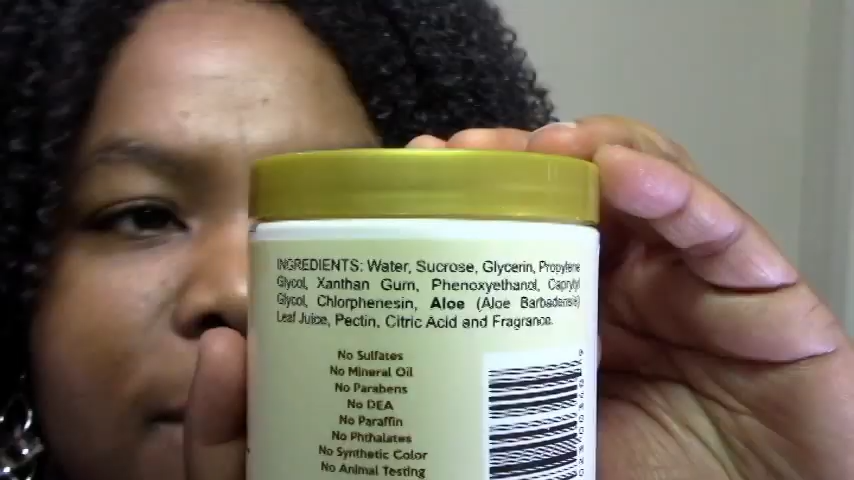 INGREDIENTS: Water, Sucrose, Glycerin, Propylene
Glycol, Xanthan Gum, Phenoxyethanol, Caprylyl
Glycol, Chlorphenesin, Aloe (Aloe Barbadensis)
Leaf Juice, Pectin, Citric Acid and Fragrance.
No Sulfates
No Mineral Oil
No Parabens
No DEA
No Paraffin
No Phthalates
No Synthetic Color
No Animal Testing